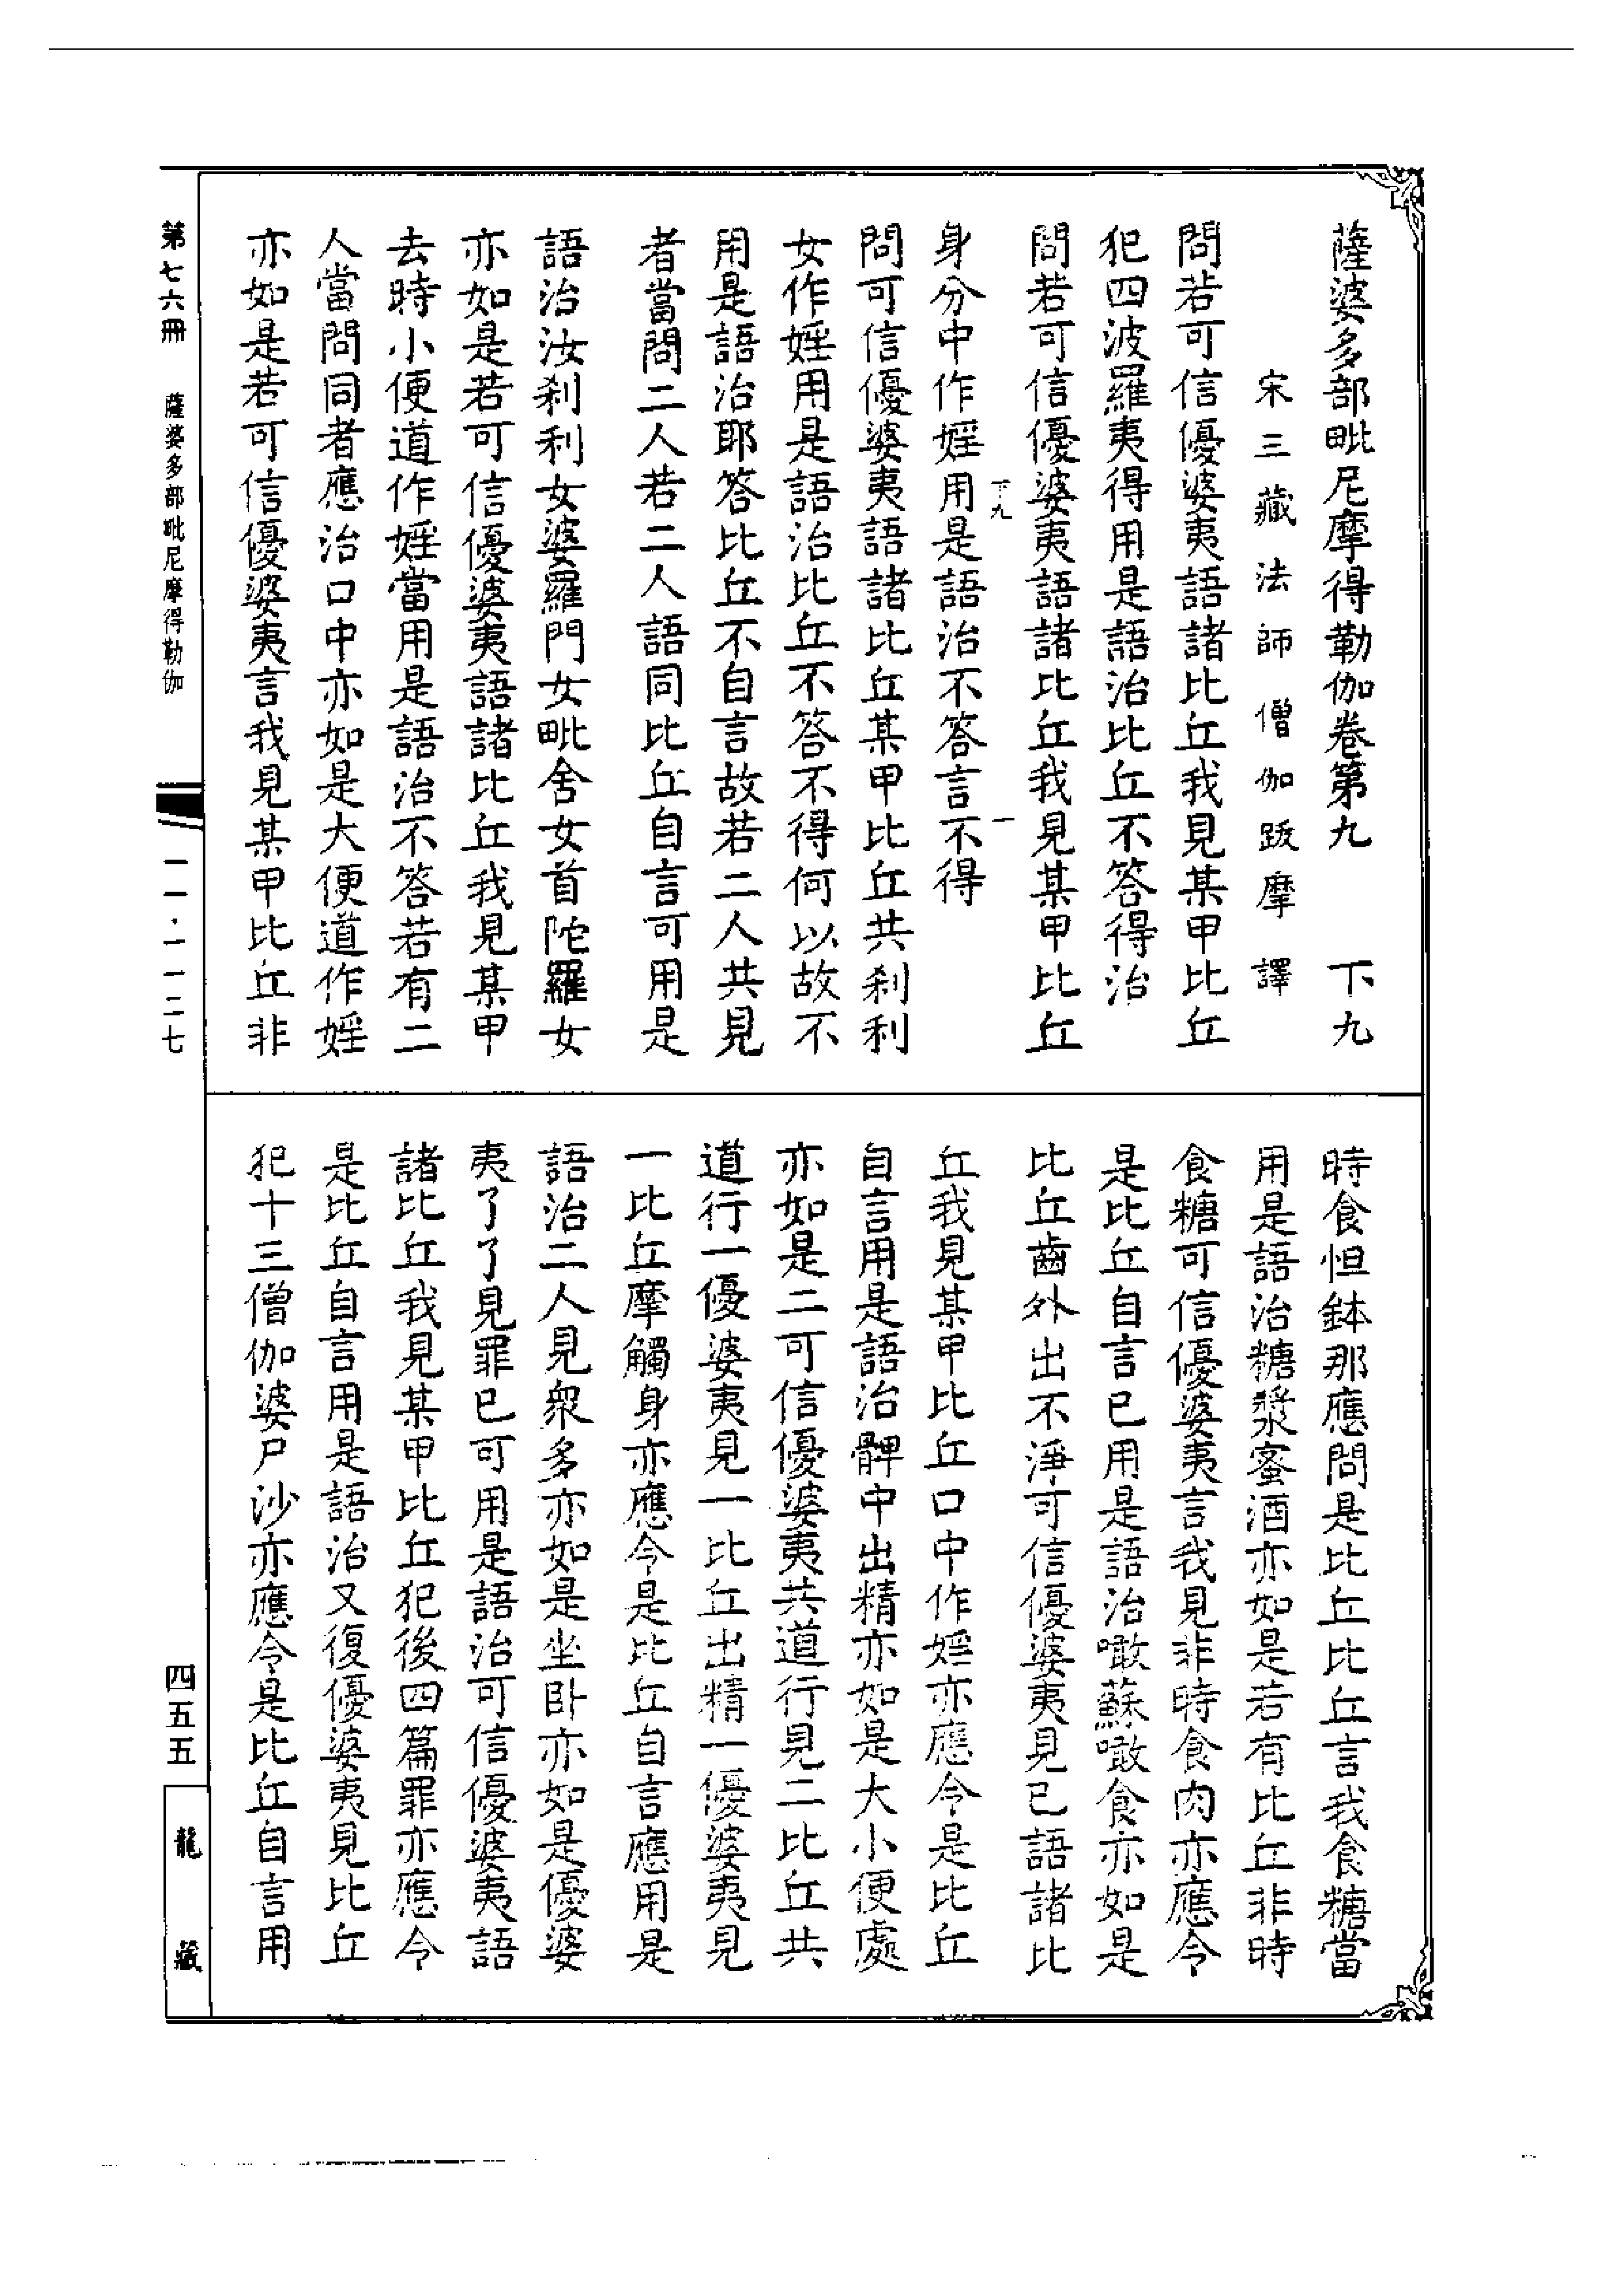 薩婆多部毗尼摩得勒伽卷第九　下九
宋三藏法師僧伽跋摩譯
問若可信優婆夷語諸比丘我見某甲比丘
犯四波羅夷得用是語治比丘不答得治
問若可信優婆夷語諸比丘我見某甲比丘
下九　一
身分中作婬用是語治不答言不得
問可信優婆夷語諸比丘某甲比丘共刹利
女作婬用是語治比丘不答不得何以故不
用是語治耶答比丘不自言故若二人共見
者當問二人若二人語同比丘自言可用是
語治汝刹利女婆羅門女毗舍女首陀羅女
亦如是若可信優婆夷語諸比丘我見某甲
去時小便道作婬當用是語治不答若有二
人當問同者應治口中亦如是大便道作婬
亦如是若可信優婆夷言我見某甲比丘非
時食怛鉢那應問是比丘比丘言我食糖當
用是語治糖漿蜜酒亦如是若有比丘非時
食糖可信優婆夷言我見非時食肉亦應令
是比丘自言已用是語治噉蘇噉食亦如是
比丘齒外出不淨可信優婆夷見已語諸比
丘我見某甲比丘口中作婬亦應令是比丘
自言用是語治髀中出精亦如是大小便處
亦如是二可信優婆夷共道行見二比丘共
道行一優婆夷見一比丘出精一優婆夷見
一比丘摩觸身亦應令是比丘自言應用是
語治二人見眾多亦如是坐卧亦如是優婆
夷了了見罪已可用是語治可信優婆夷語
諸比丘我見某甲比丘犯後四篇罪亦應令
是比丘自言用是語治又復優婆夷見比丘
犯十三僧伽婆尸沙亦應令是比丘自言用
第七六冊　薩婆多部毗尼摩得勒伽　一一·一一二七　四五五　龍藏